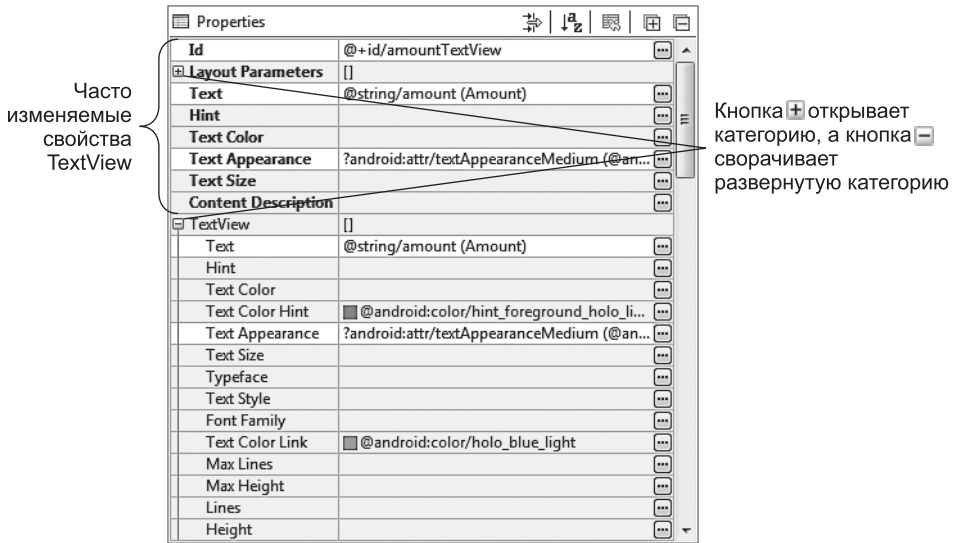 Properties
Id @+id/amountTextView
Layout Parameters []
Text @string/amount (Amount)
Hint
Text Color
Text Appearance ?android:attr/textAppearanceMedium (@an...
Text Size
Content Description
TextView []
Text @string/amount (Amount)
Hint
Text Color
Text Color Hint @android:color/hint_foreground_holo_li...
Text Appearance ?android:attr/textAppearanceMedium (@an...
Text Size
Typeface
Text Style
Font Family
Text Color Link @android:color/holo_blue_light
Max Lines
Max Height
Lines
Height
Часто
изменяемые
свойства
TextView
Кнопка + открывает
категорию, а кнопка −
сворачивает
развернутую категорию